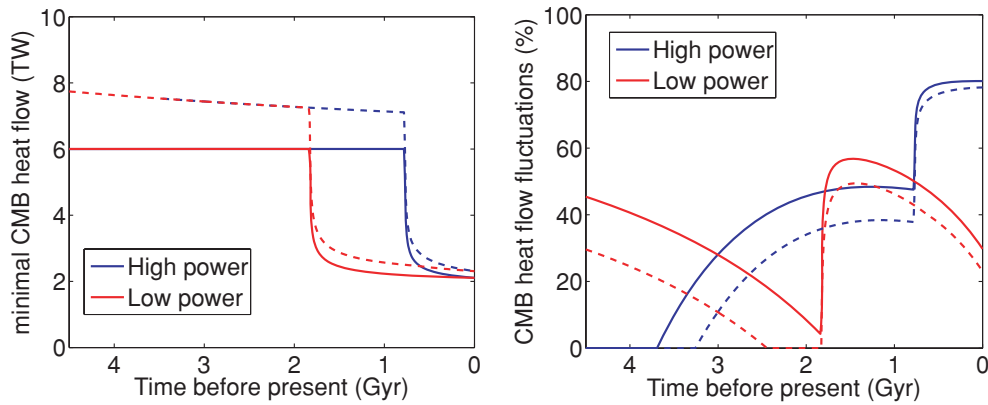 minimal CMB heat flow (TW)
10
8
6
4
2
0
High power
Low power
4 3 2 1 0
Time before present (Gyr)
CMB heat flow fluctuations (%)
100
80
60
40
20
0
High power
Low power
4 3 2 1 0
Time before present (Gyr)